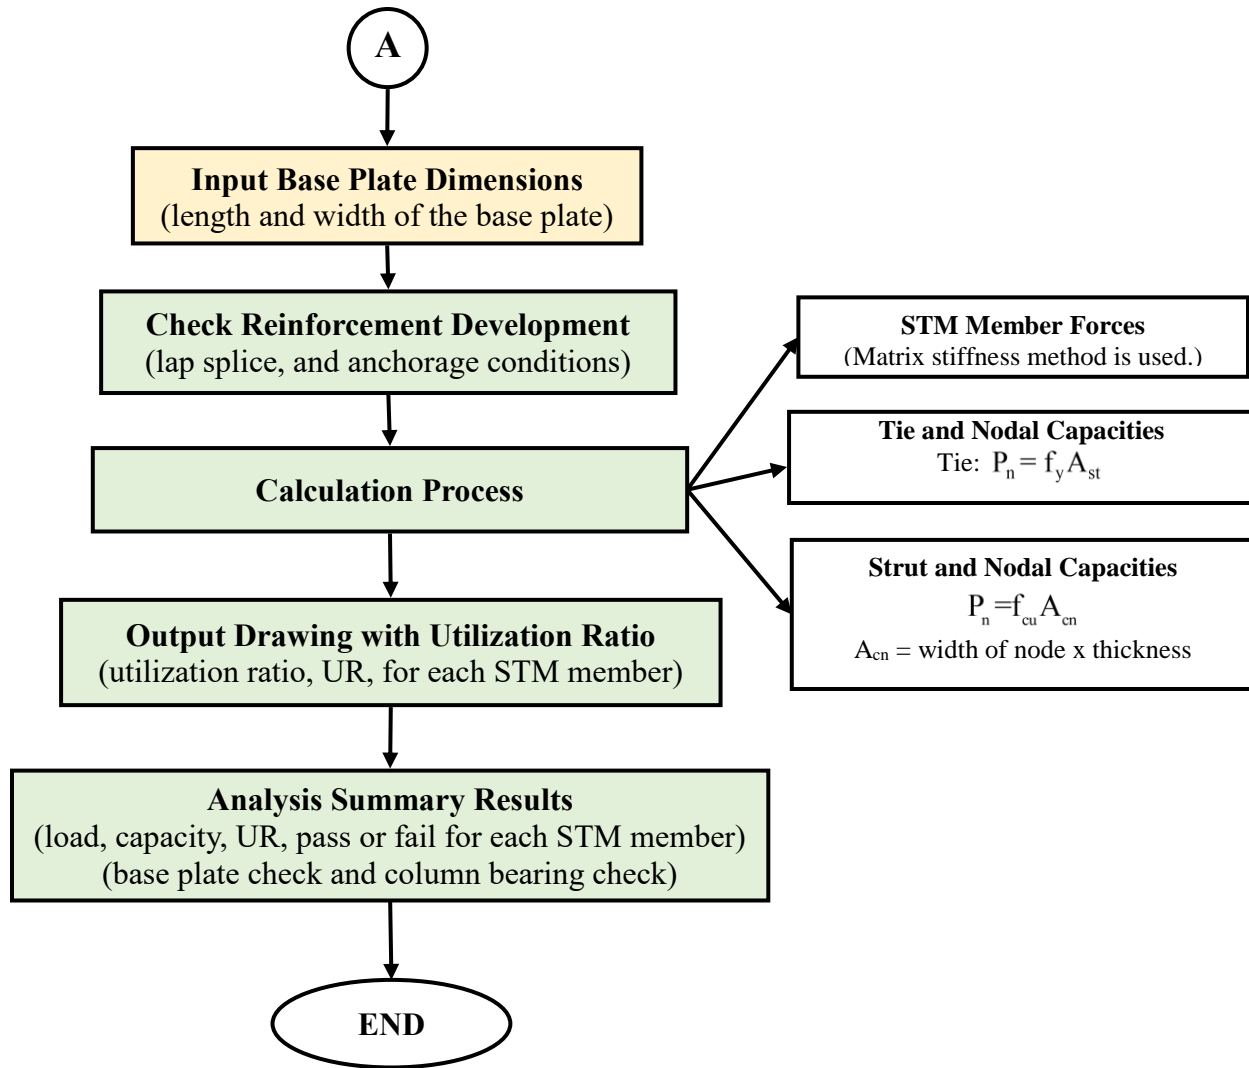 A
Input Base Plate Dimensions
(length and width of the base plate)
Check Reinforcement Development
(lap splice, and anchorage conditions)
Calculation Process
STM Member Forces
(Matrix stiffness method is used.)
Tie and Nodal Capacities
Tie: Pn = fyAst
Strut and Nodal Capacities
Pn =fcuAcn
Acn = width of node x thickness
Output Drawing with Utilization Ratio
(utilization ratio, UR, for each STM member)
Analysis Summary Results
(load, capacity, UR, pass or fail for each STM member)
(base plate check and column bearing check)
END